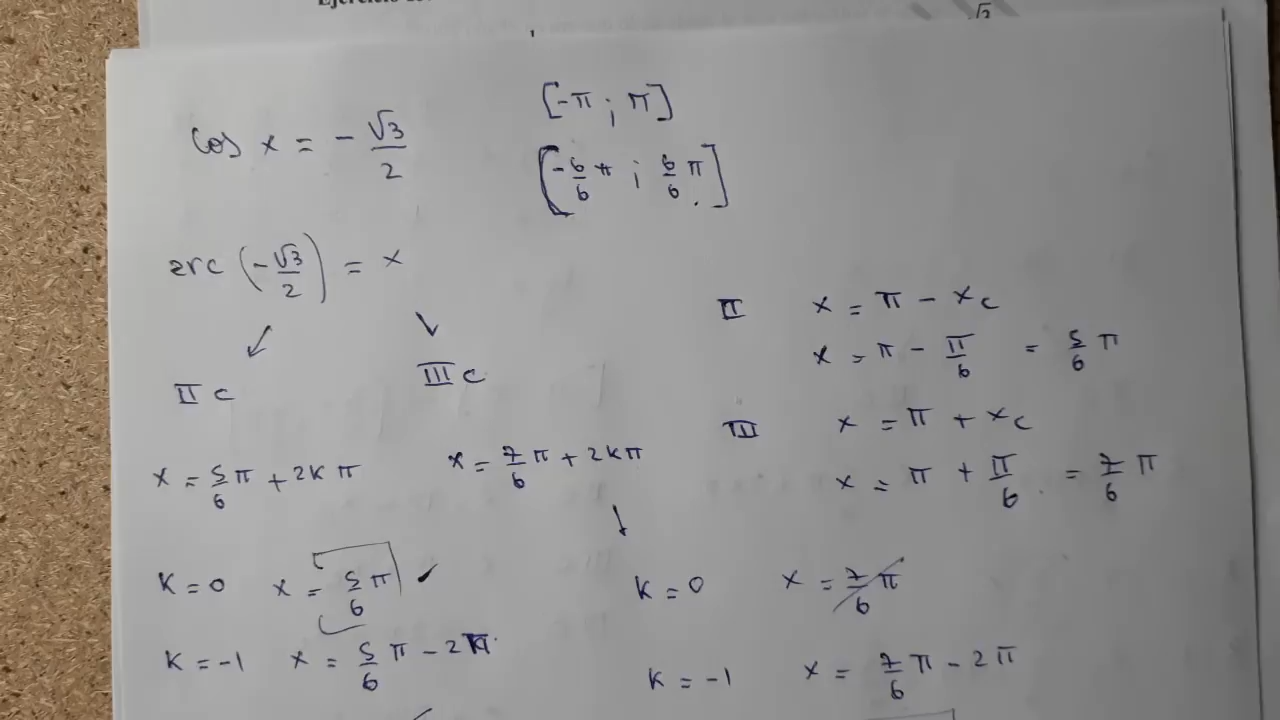 √2
cos x = - √3/2
[-π ; π]
[-6/6 π ; 6/6 π]
arc (-√3/2) = x
II c
III c
II x = π - xc
x = π - π/6 = 5/6 π
III x = π + xc
x = π + π/6 = 7/6 π
x = 5/6 π + 2kπ
x = 7/6 π + 2kπ
K = 0 x = 5/6 π ✓
K = -1 x = 5/6 π - 2π
K = 0 x = 7/6 π
K = -1 x = 7/6 π - 2π